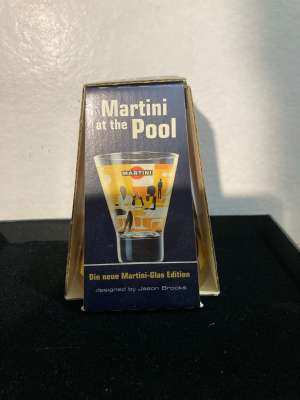 Martini
at the Pool
MARTINI
Die neue Martini-Glas Edition
designed by Jason Brooks